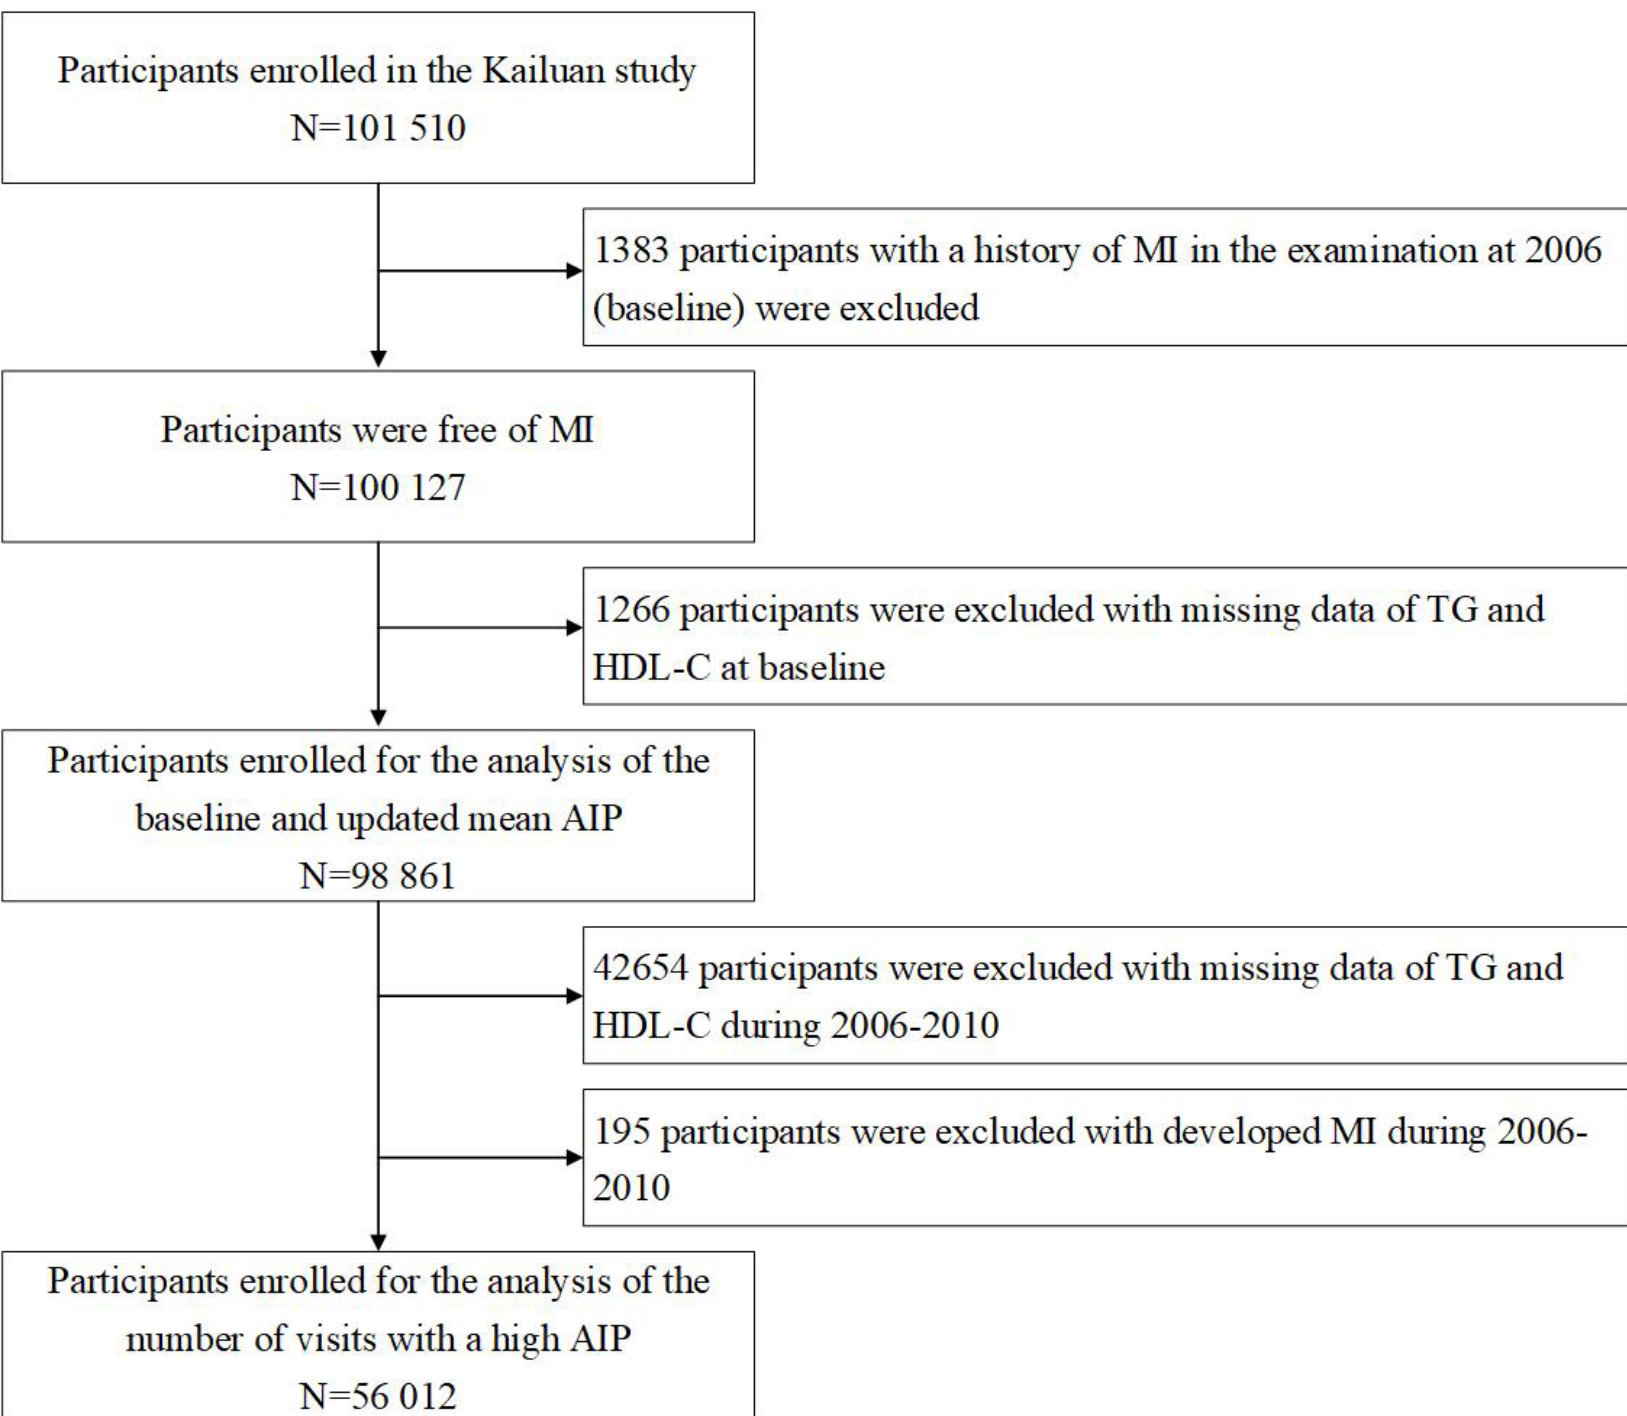 Participants enrolled in the Kailuan study
N=101 510
1383 participants with a history of MI in the examination at 2006
(baseline) were excluded
Participants were free of MI
N=100 127
1266 participants were excluded with missing data of TG and
HDL-C at baseline
Participants enrolled for the analysis of the
baseline and updated mean AIP
N=98 861
42654 participants were excluded with missing data of TG and
HDL-C during 2006-2010
195 participants were excluded with developed MI during 2006-
2010
Participants enrolled for the analysis of the
number of visits with a high AIP
N=56 012